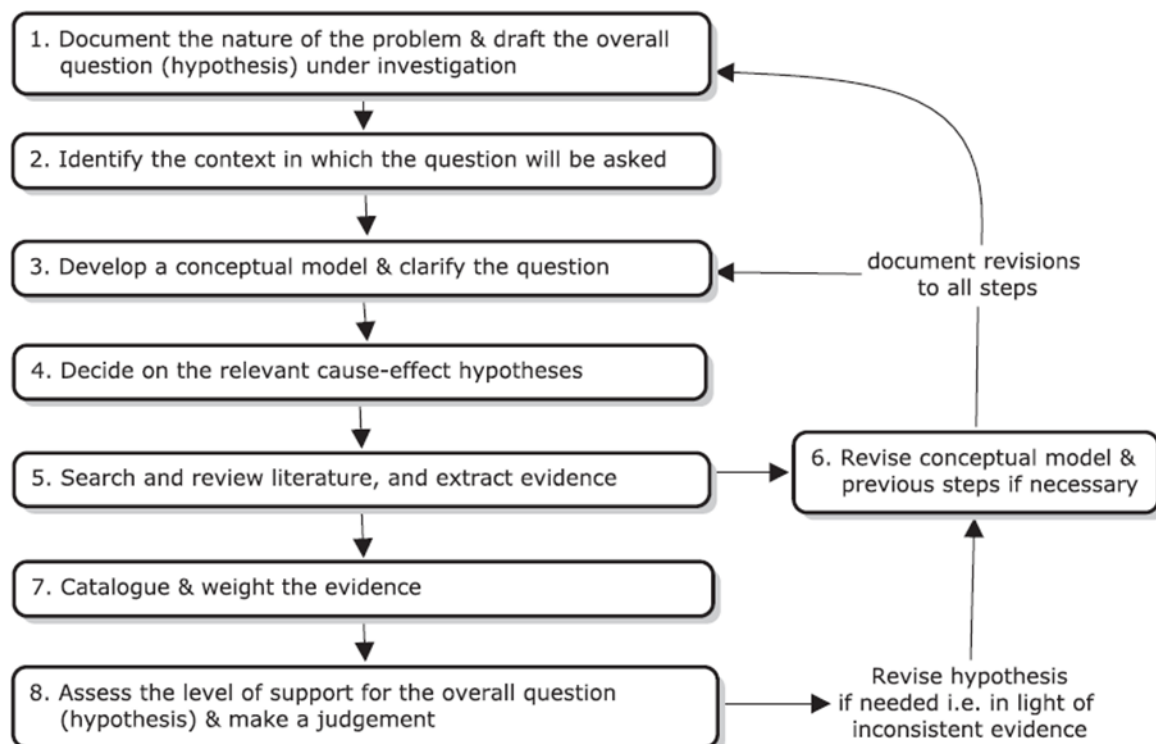 1. Document the nature of the problem & draft the overall
question (hypothesis) under investigation
2. Identify the context in which the question will be asked
3. Develop a conceptual model & clarify the question
document revisions
to all steps
4. Decide on the relevant cause-effect hypotheses
5. Search and review literature, and extract evidence
6. Revise conceptual model &
previous steps if necessary
7. Catalogue & weight the evidence
8. Assess the level of support for the overall question
(hypothesis) & make a judgement
Revise hypothesis
if needed i.e. in light of
inconsistent evidence